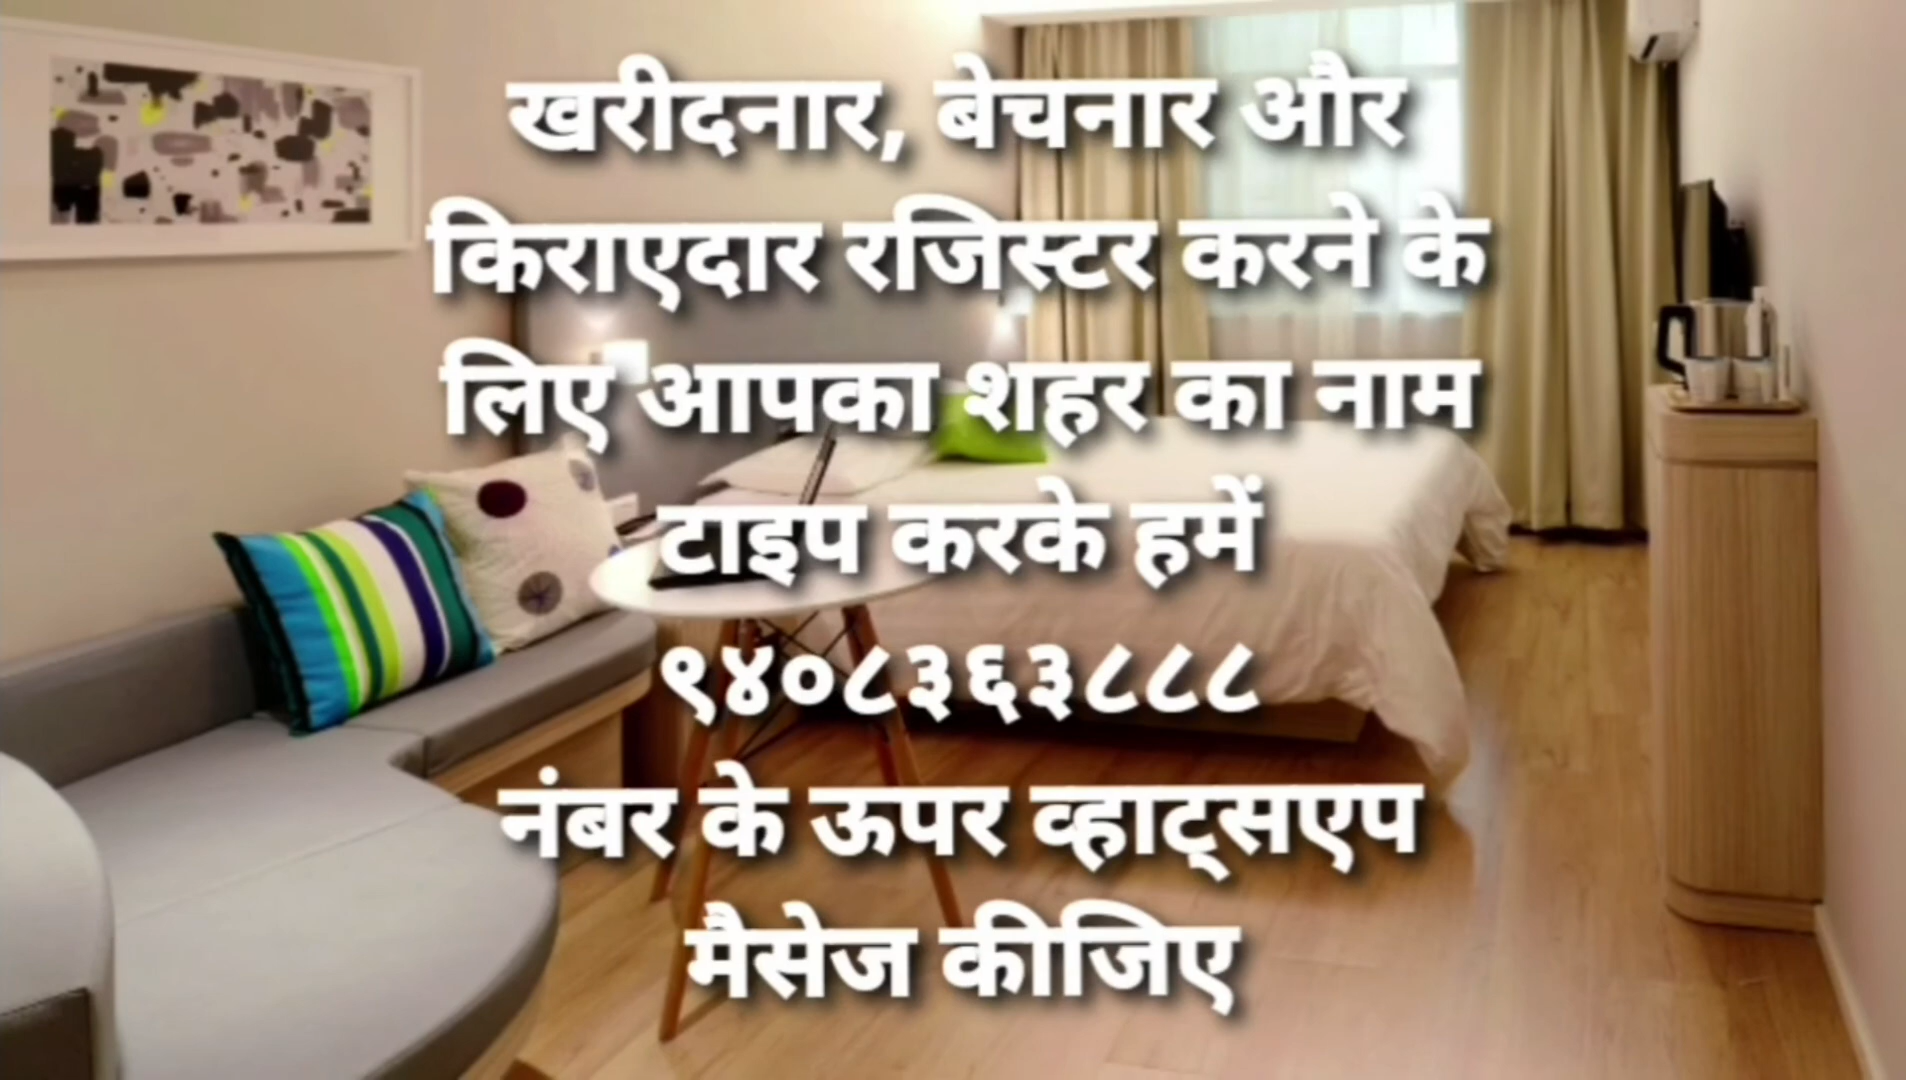 खरीदनार, बेचनार और
किराएदार रजिस्टर करने के
लिए आपका शहर का नाम
टाइप करके हमें
९४०८३६३८८८
नंबर के ऊपर व्हाट्सएप
मैसेज कीजिए